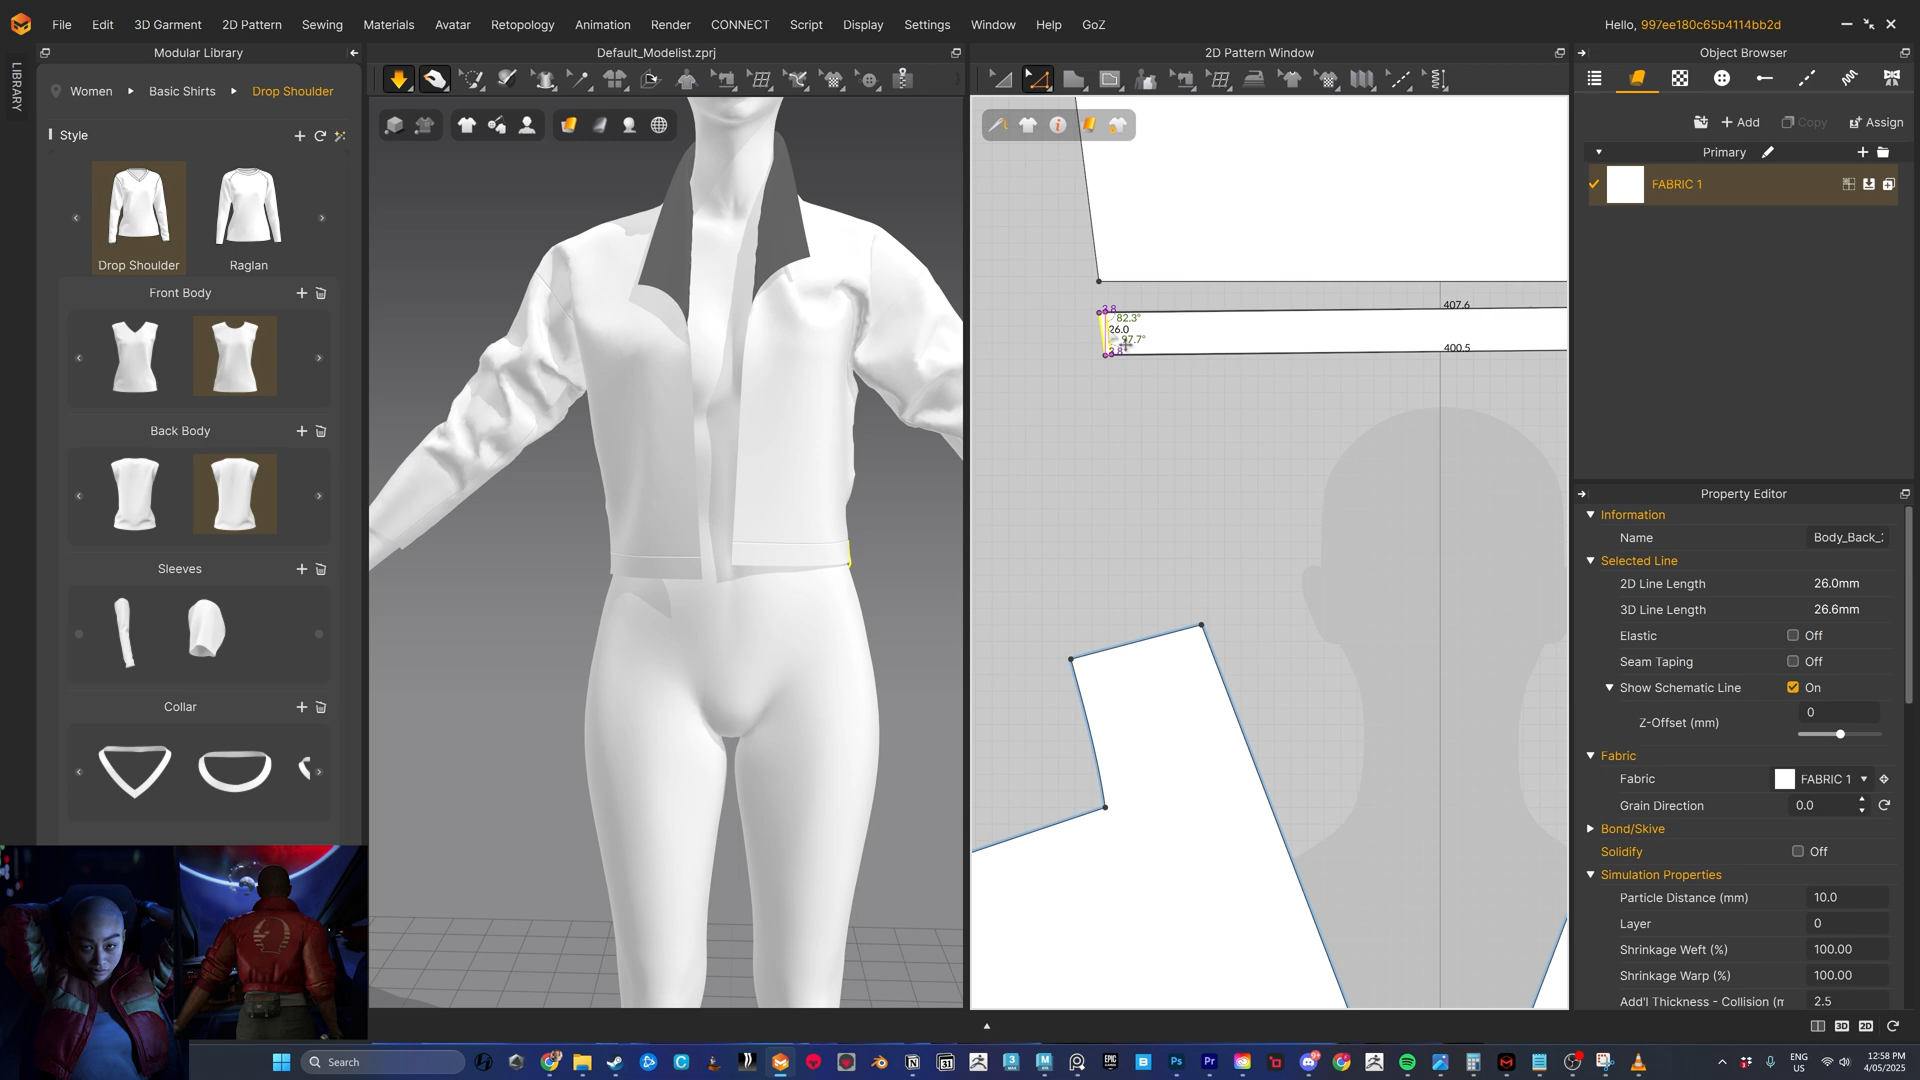 File Edit 3D Garment 2D Pattern Sewing Materials Avatar Retopology Animation Render CONNECT Script Display Settings Window Help GoZ
Hello, 997ee180c65b4114bb2d
LIBRARY
Modular Library
Women Basic Shirts Drop Shoulder
Style
Drop Shoulder Raglan
Front Body
Back Body
Sleeves
Collar
Default_Modelist.zprj
2D Pattern Window
407.6
2.8
82.3°
26.0
97.7°
400.5
Object Browser
Add Copy Assign
Primary
FABRIC 1
Property Editor
Information
Name Body_Back_
Selected Line
2D Line Length 26.0mm
3D Line Length 26.6mm
Elastic Off
Seam Taping Off
Show Schematic Line On
Z-Offset (mm) 0
Fabric
Fabric FABRIC 1
Grain Direction 0.0
Bond/Skive
Solidify Off
Simulation Properties
Particle Distance (mm) 10.0
Layer 0
Shrinkage Weft (%) 100.00
Shrinkage Warp (%) 100.00
Add'l Thickness - Collision (m 2.5
3D 2D
Search
ENG
US
12:58 PM
4/05/2025